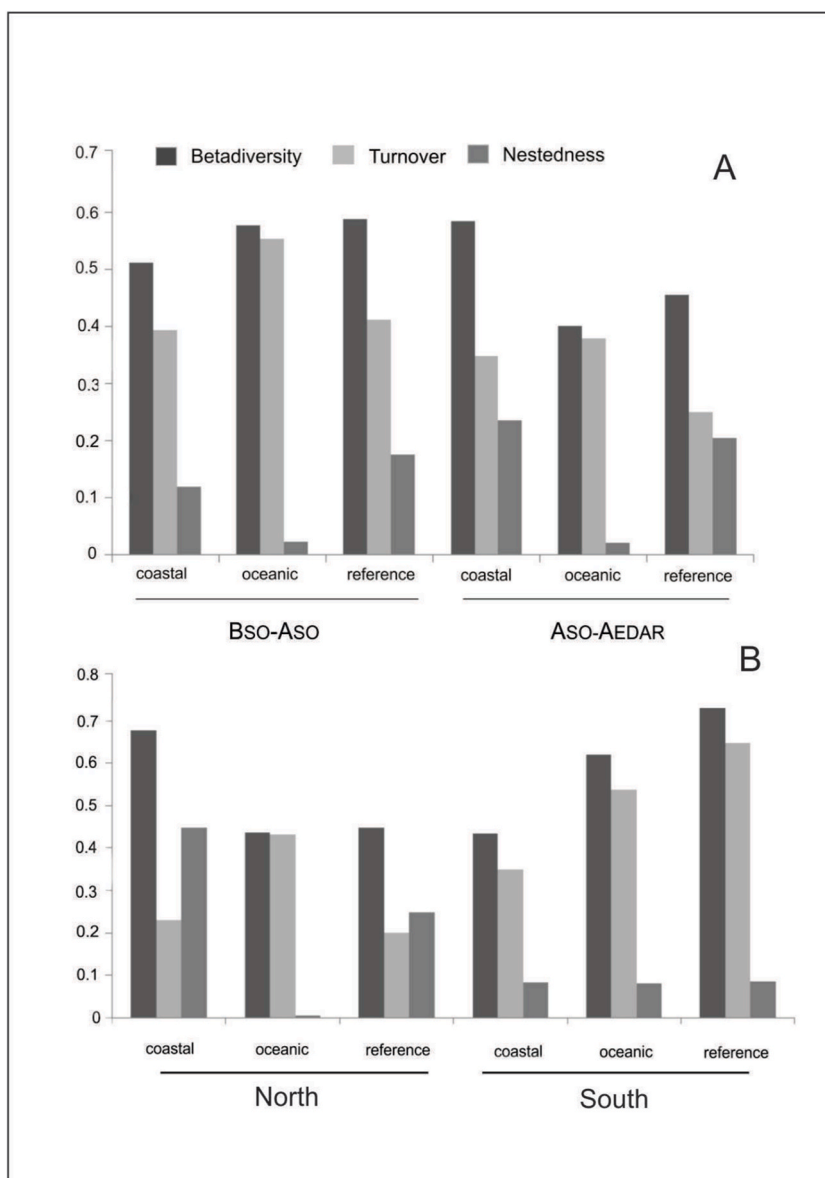 0.7
Betadiversity Turnover Nestedness
A
0.6
0.5
0.4
0.3
0.2
0.1
0
coastal oceanic reference coastal oceanic reference
BSO-ASO ASO-AEDAR
B
0.8
0.7
0.6
0.5
0.4
0.3
0.2
0.1
0
coastal oceanic reference coastal oceanic reference
North South